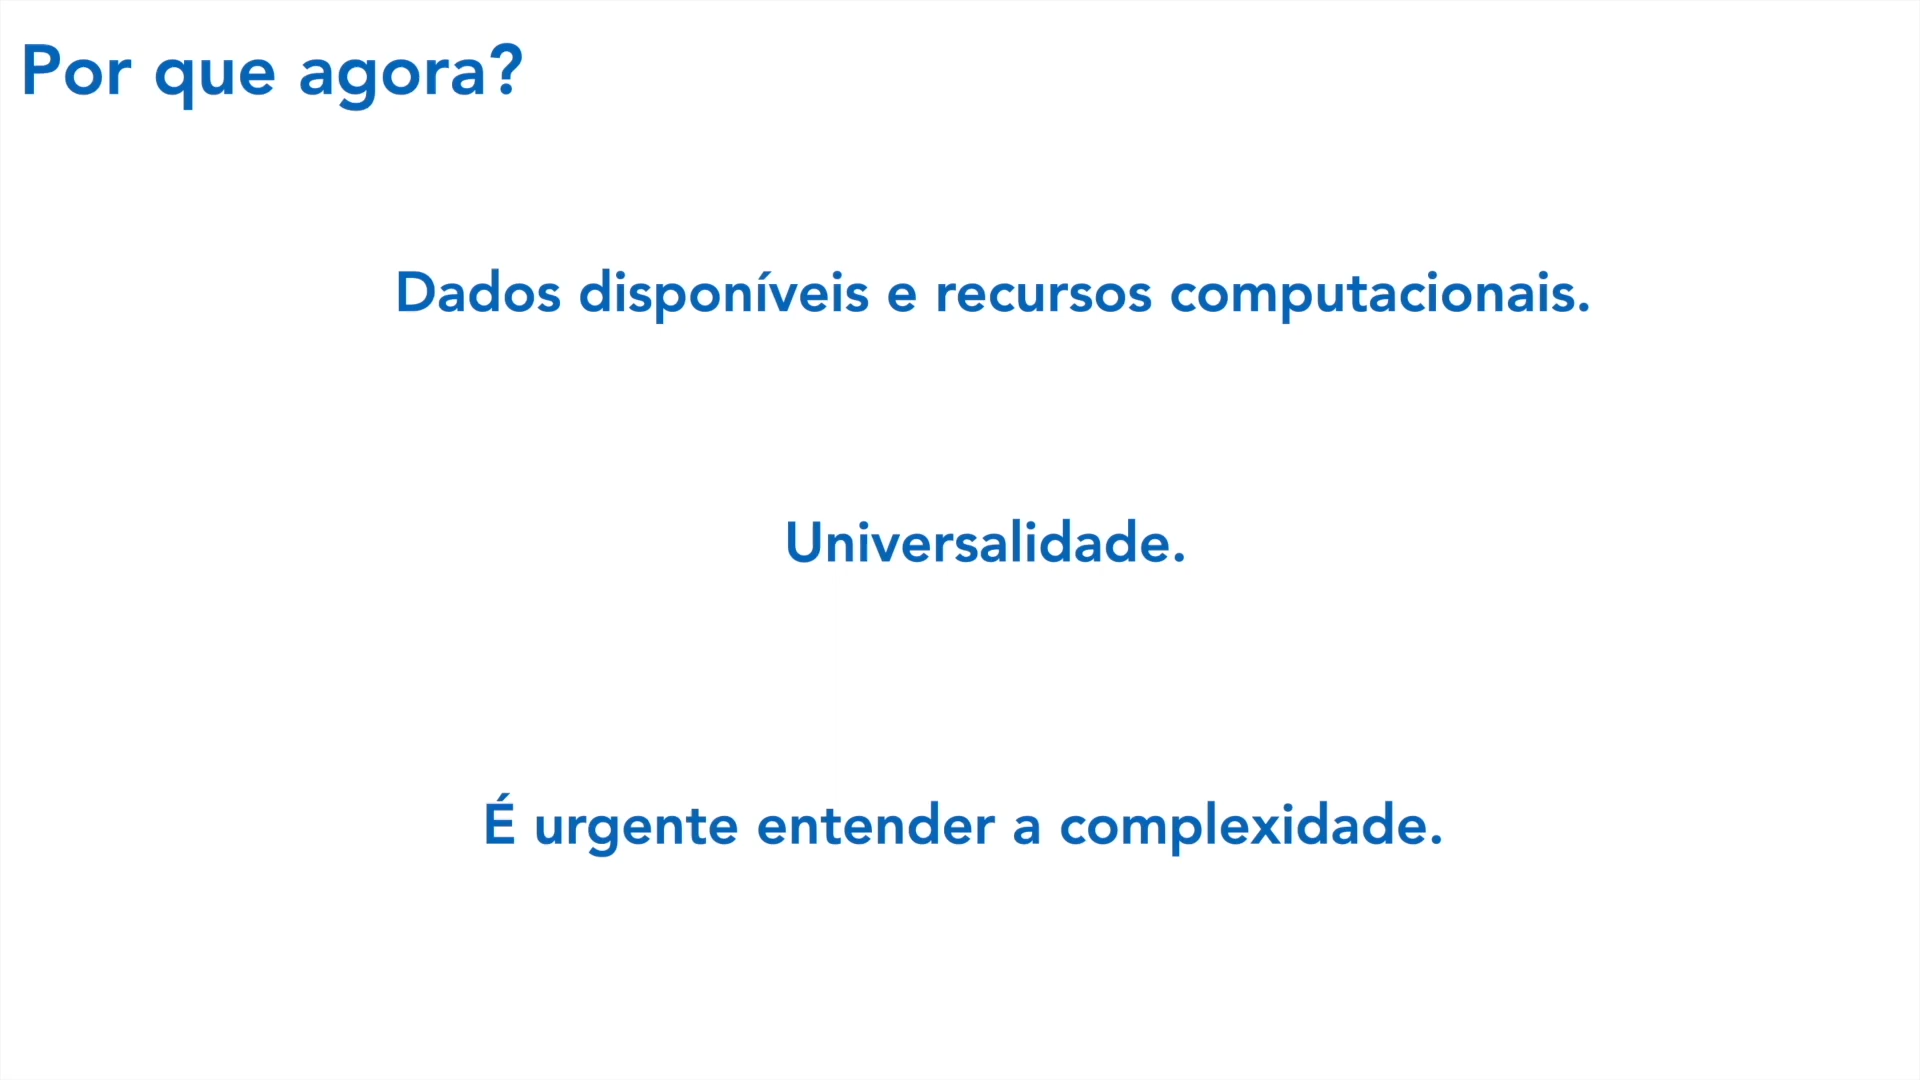 Por que agora?
Dados disponíveis e recursos computacionais.
Universalidade.
É urgente entender a complexidade.